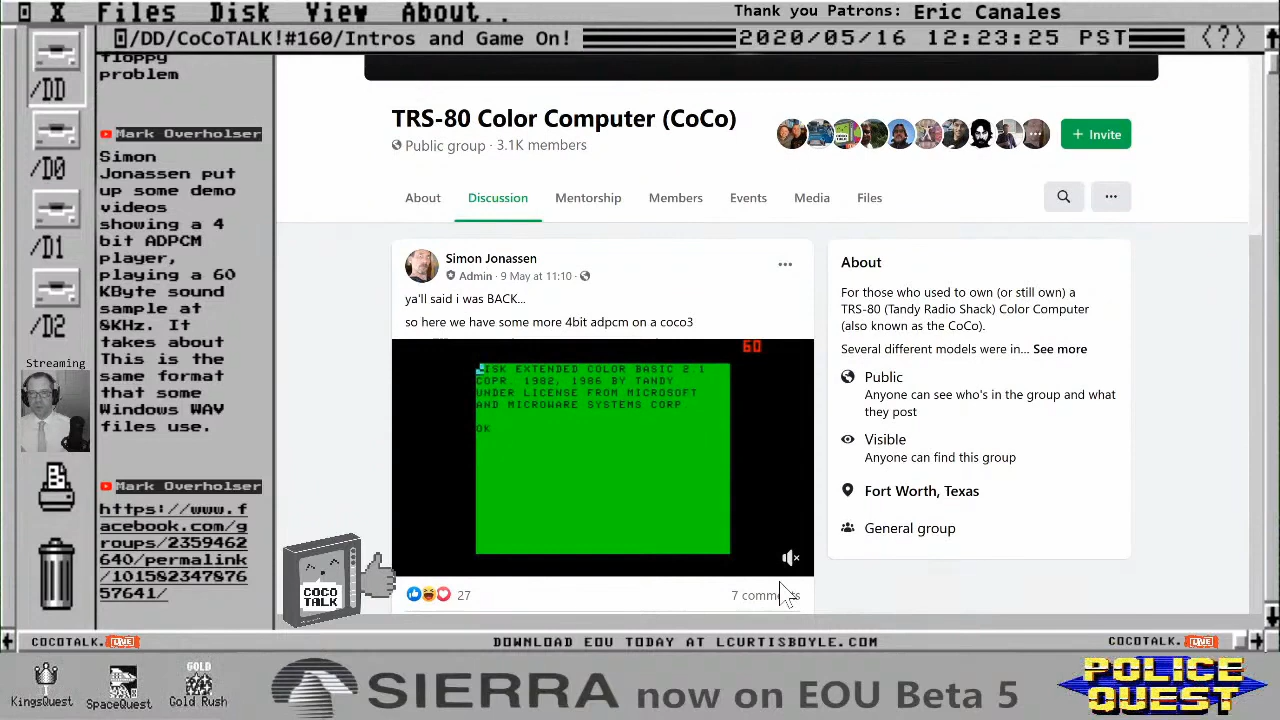 X Files Disk View About..
Thank you Patrons: Eric Canales
/DD/CoCoTALK!#160/Intros and Game On!
2020/05/16 12:23:25 PST
<?>
/DD
/D0
/D1
/D2
Streaming
floppy
problem
Mark Overholser
Simon
Jonassen put
up some demo
videos
showing a 4
bit ADPCM
player,
playing a 60
KByte sound
sample at
8KHz. It
takes about
This is the
same format
that some
Windows WAV
files use.
Mark Overholser
https://www.f
acebook.com/g
roups/2359462
640/permalink
/101582347876
57641/
TRS-80 Color Computer (CoCo)
Public group · 3.1K members
+ Invite
About Discussion Mentorship Members Events Media Files
Simon Jonassen
Admin · 9 May at 11:10
ya'll said i was BACK...
so here we have some more 4bit adpcm on a coco3
60
DISK EXTENDED COLOR BASIC 2.1
COPR. 1982, 1986 BY TANDY
UNDER LICENSE FROM MICROSOFT
AND MICROWARE SYSTEMS CORP.
OK
27
7 comments
About
For those who used to own (or still own) a
TRS-80 (Tandy Radio Shack) Color Computer
(also known as the CoCo).
Several different models were in... See more
Public
Anyone can see who's in the group and what
they post
Visible
Anyone can find this group
Fort Worth, Texas
General group
COCO
TALK
COCOTALK.LIVE
DOWNLOAD EOU TODAY AT LCURTISBOYLE.COM
COCOTALK.LIVE
KingsQuest
SpaceQuest
GOLD
Gold Rush
SIERRA now on EOU Beta 5
POLICE
QUEST